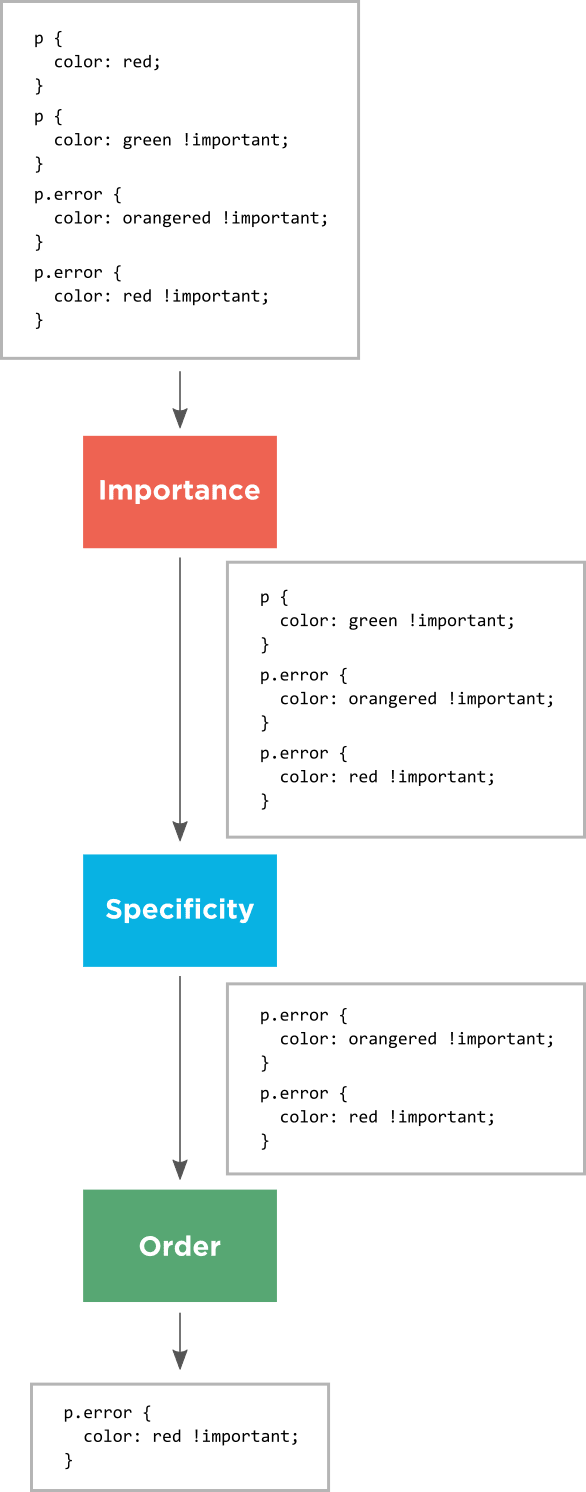 p {
  color: red;
}
p {
  color: green !important;
}
p.error {
  color: orangered !important;
}
p.error {
  color: red !important;
}
Importance
p {
  color: green !important;
}
p.error {
  color: orangered !important;
}
p.error {
  color: red !important;
}
Specificity
p.error {
  color: orangered !important;
}
p.error {
  color: red !important;
}
Order
p.error {
  color: red !important;
}